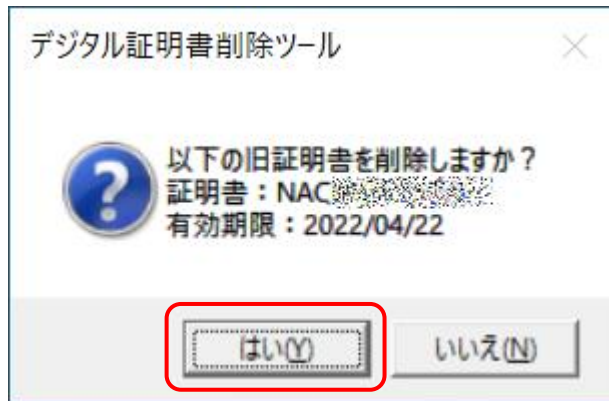 デジタル証明書削除ツール
以下の旧証明書を削除しますか？
証明書：NAC
有効期限：2022/04/22
はい(Y)
いいえ(N)